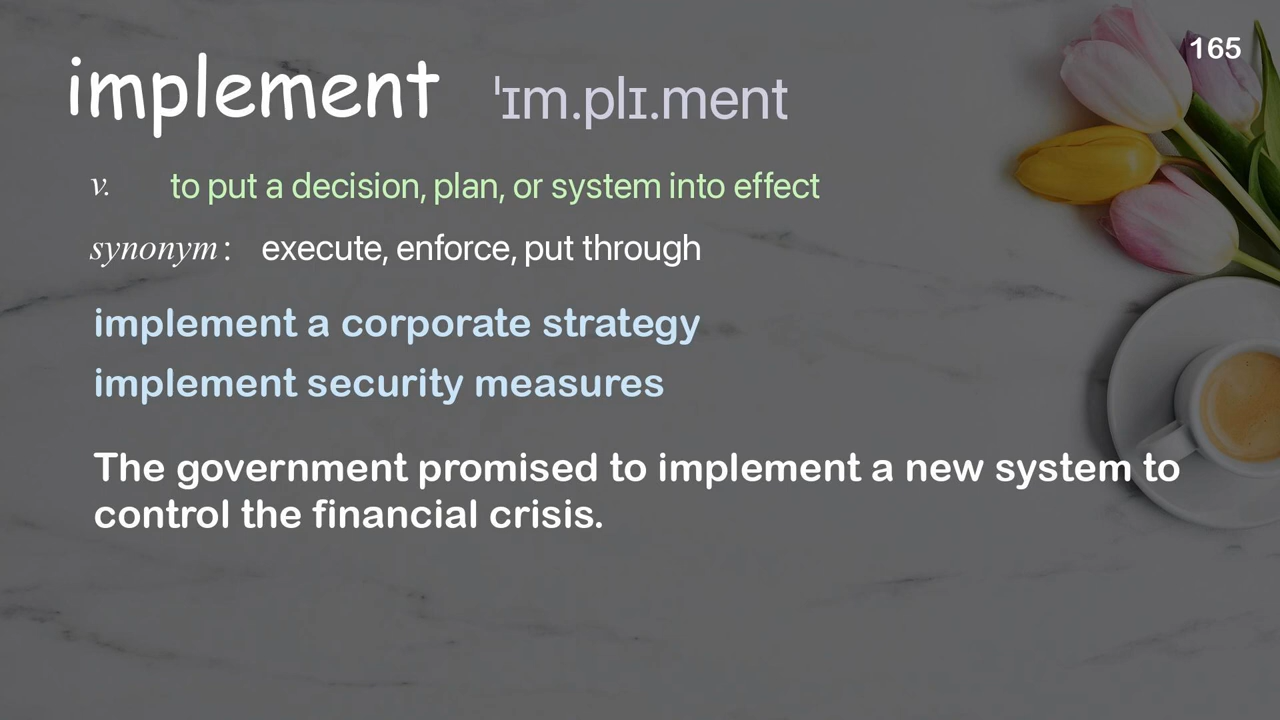 165
implement ˈɪm.plɪ.ment
v. to put a decision, plan, or system into effect
synonym: execute, enforce, put through
implement a corporate strategy
implement security measures
The government promised to implement a new system to
control the financial crisis.